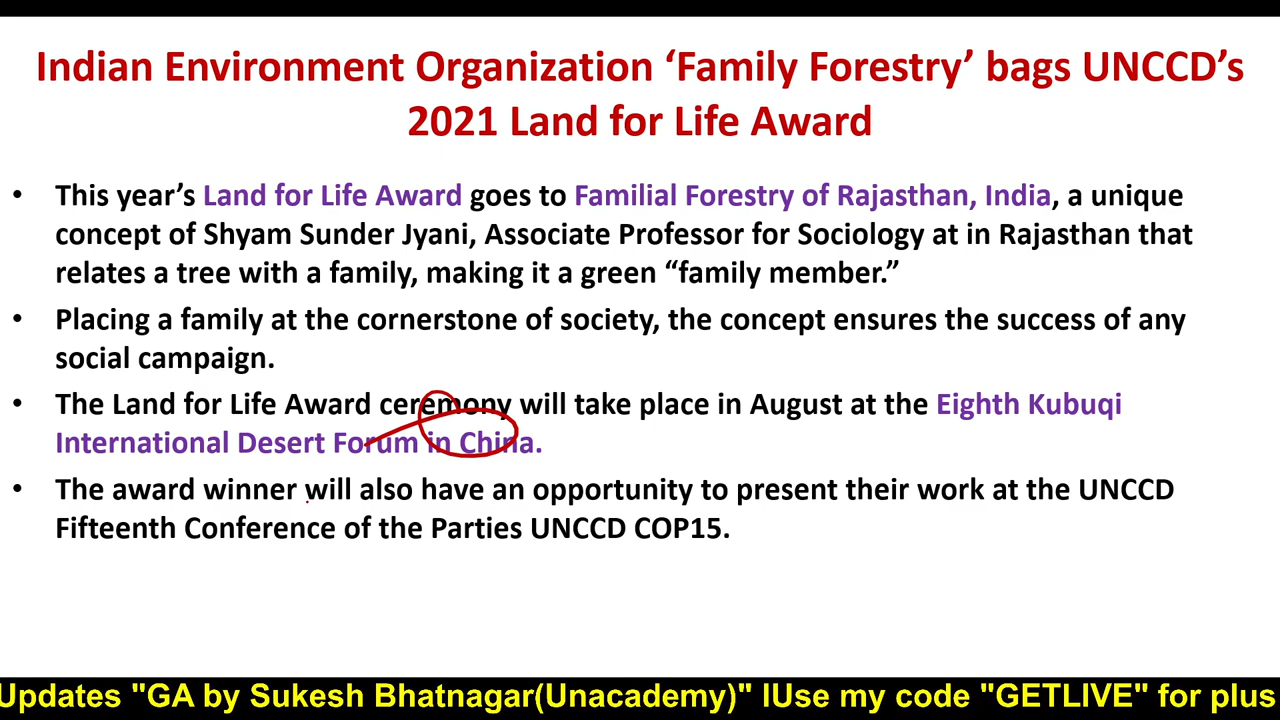 Indian Environment Organization ‘Family Forestry’ bags UNCCD’s
2021 Land for Life Award
• This year’s Land for Life Award goes to Familial Forestry of Rajasthan, India, a unique
concept of Shyam Sunder Jyani, Associate Professor for Sociology at in Rajasthan that
relates a tree with a family, making it a green “family member.”
• Placing a family at the cornerstone of society, the concept ensures the success of any
social campaign.
• The Land for Life Award ceremony will take place in August at the Eighth Kubuqi
International Desert Forum in China.
• The award winner will also have an opportunity to present their work at the UNCCD
Fifteenth Conference of the Parties UNCCD COP15.
Updates "GA by Sukesh Bhatnagar(Unacademy)" lUse my code "GETLIVE" for plus